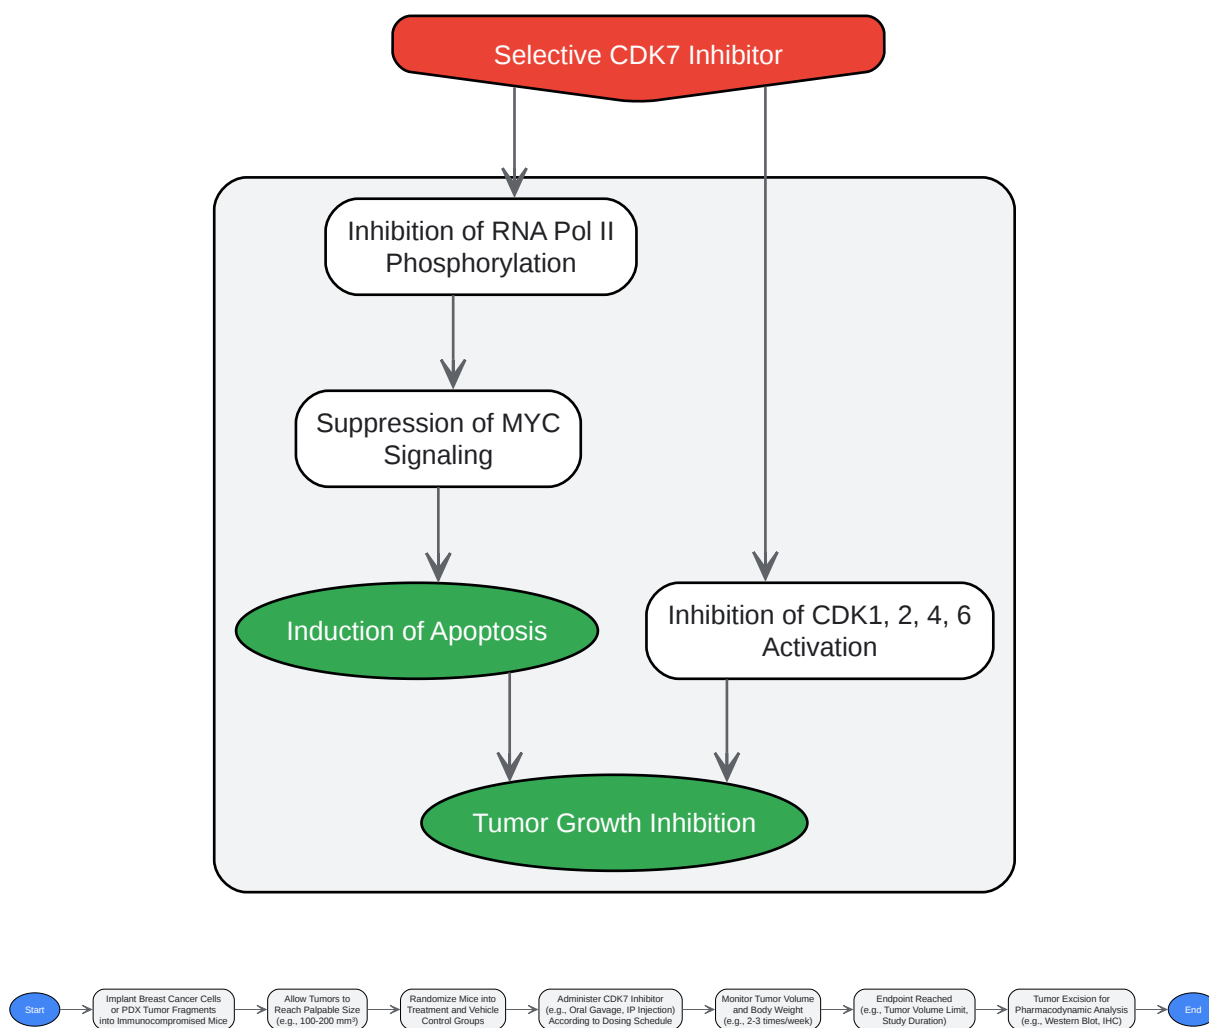 Selective CDK7 Inhibitor
Inhibition of RNA Pol II
Phosphorylation
Suppression of MYC
Signaling
Induction of Apoptosis
Inhibition of CDK1, 2, 4, 6
Activation
Tumor Growth Inhibition
Start
Implant Breast Cancer Cells
or PDX Tumor Fragments
into Immunocompromised Mice
Allow Tumors to
Reach Palpable Size
(e.g., 100-200 mm³)
Randomize Mice into
Treatment and Vehicle
Control Groups
Administer CDK7 Inhibitor
(e.g., Oral Gavage, IP Injection)
According to Dosing Schedule
Monitor Tumor Volume
and Body Weight
(e.g., 2-3 times/week)
Endpoint Reached
(e.g., Tumor Volume Limit,
Study Duration)
Tumor Excision for
Pharmacodynamic Analysis
(e.g., Western Blot, IHC)
End